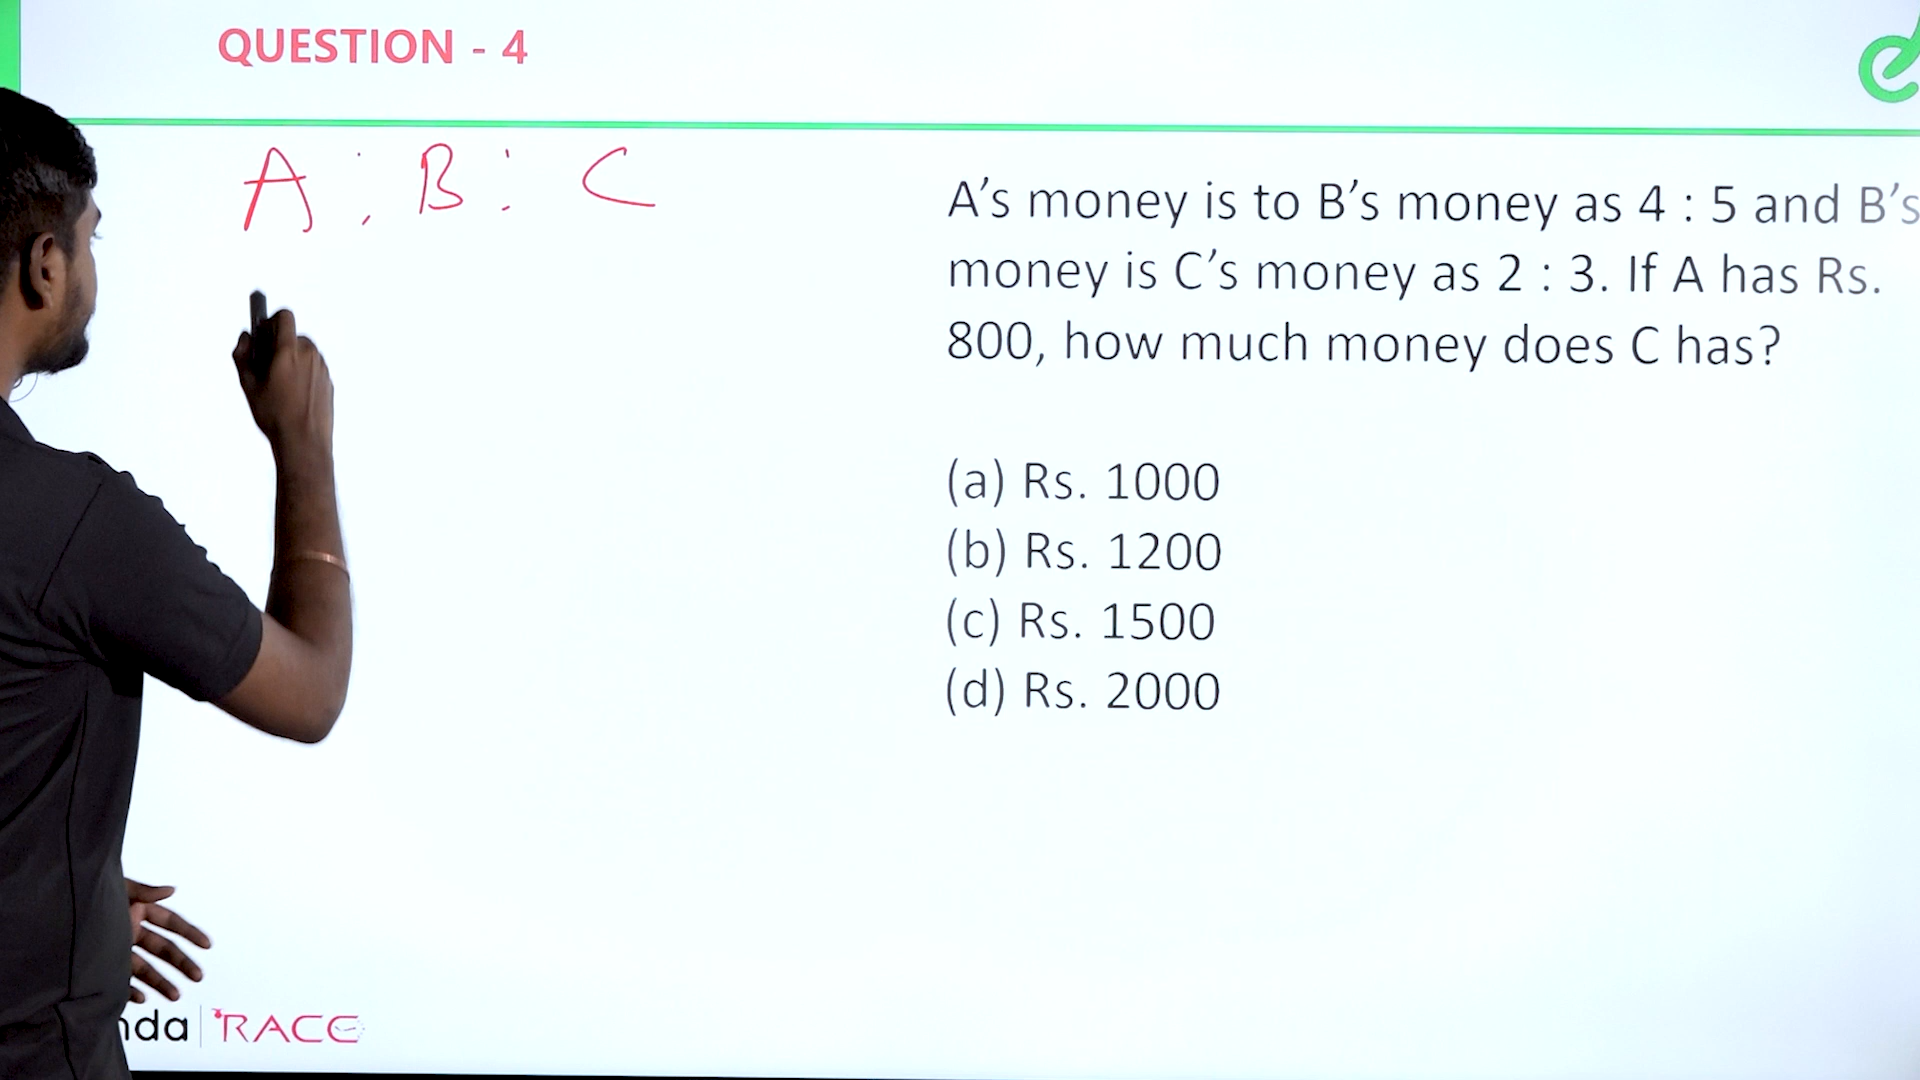 QUESTION - 4
A : B : C
A’s money is to B’s money as 4 : 5 and B’s
money is C’s money as 2 : 3. If A has Rs.
800, how much money does C has?
(a) Rs. 1000
(b) Rs. 1200
(c) Rs. 1500
(d) Rs. 2000
RACE